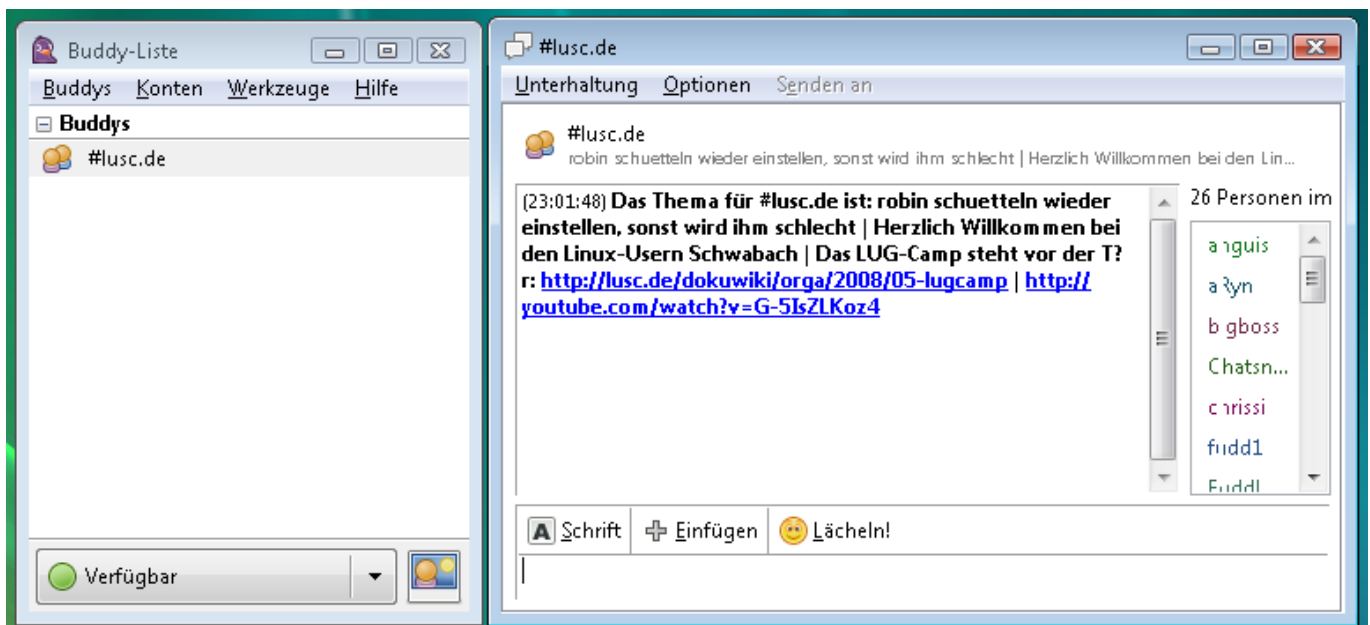 Buddy-Liste
Buddys Konten Werkzeuge Hilfe
Buddys
#lusc.de
Verfügbar
#lusc.de
Unterhaltung Optionen Senden an
#lusc.de
robin schuetteln wieder einstellen, sonst wird ihm schlecht | Herzlich Willkommen bei den Lin...
(23:01:48) Das Thema für #lusc.de ist: robin schuetteln wieder
einstellen, sonst wird ihm schlecht | Herzlich Willkommen bei
den Linux-Usern Schwabach | Das LUG-Camp steht vor der T?
r: http://lusc.de/dokuwiki/orga/2008/05-lugcamp | http://
youtube.com/watch?v=G-5IsZLKoz4
26 Personen im
anguis
aRyn
bigboss
Chatsn...
chrissi
fudd1
A Schrift Einfügen Lächeln!